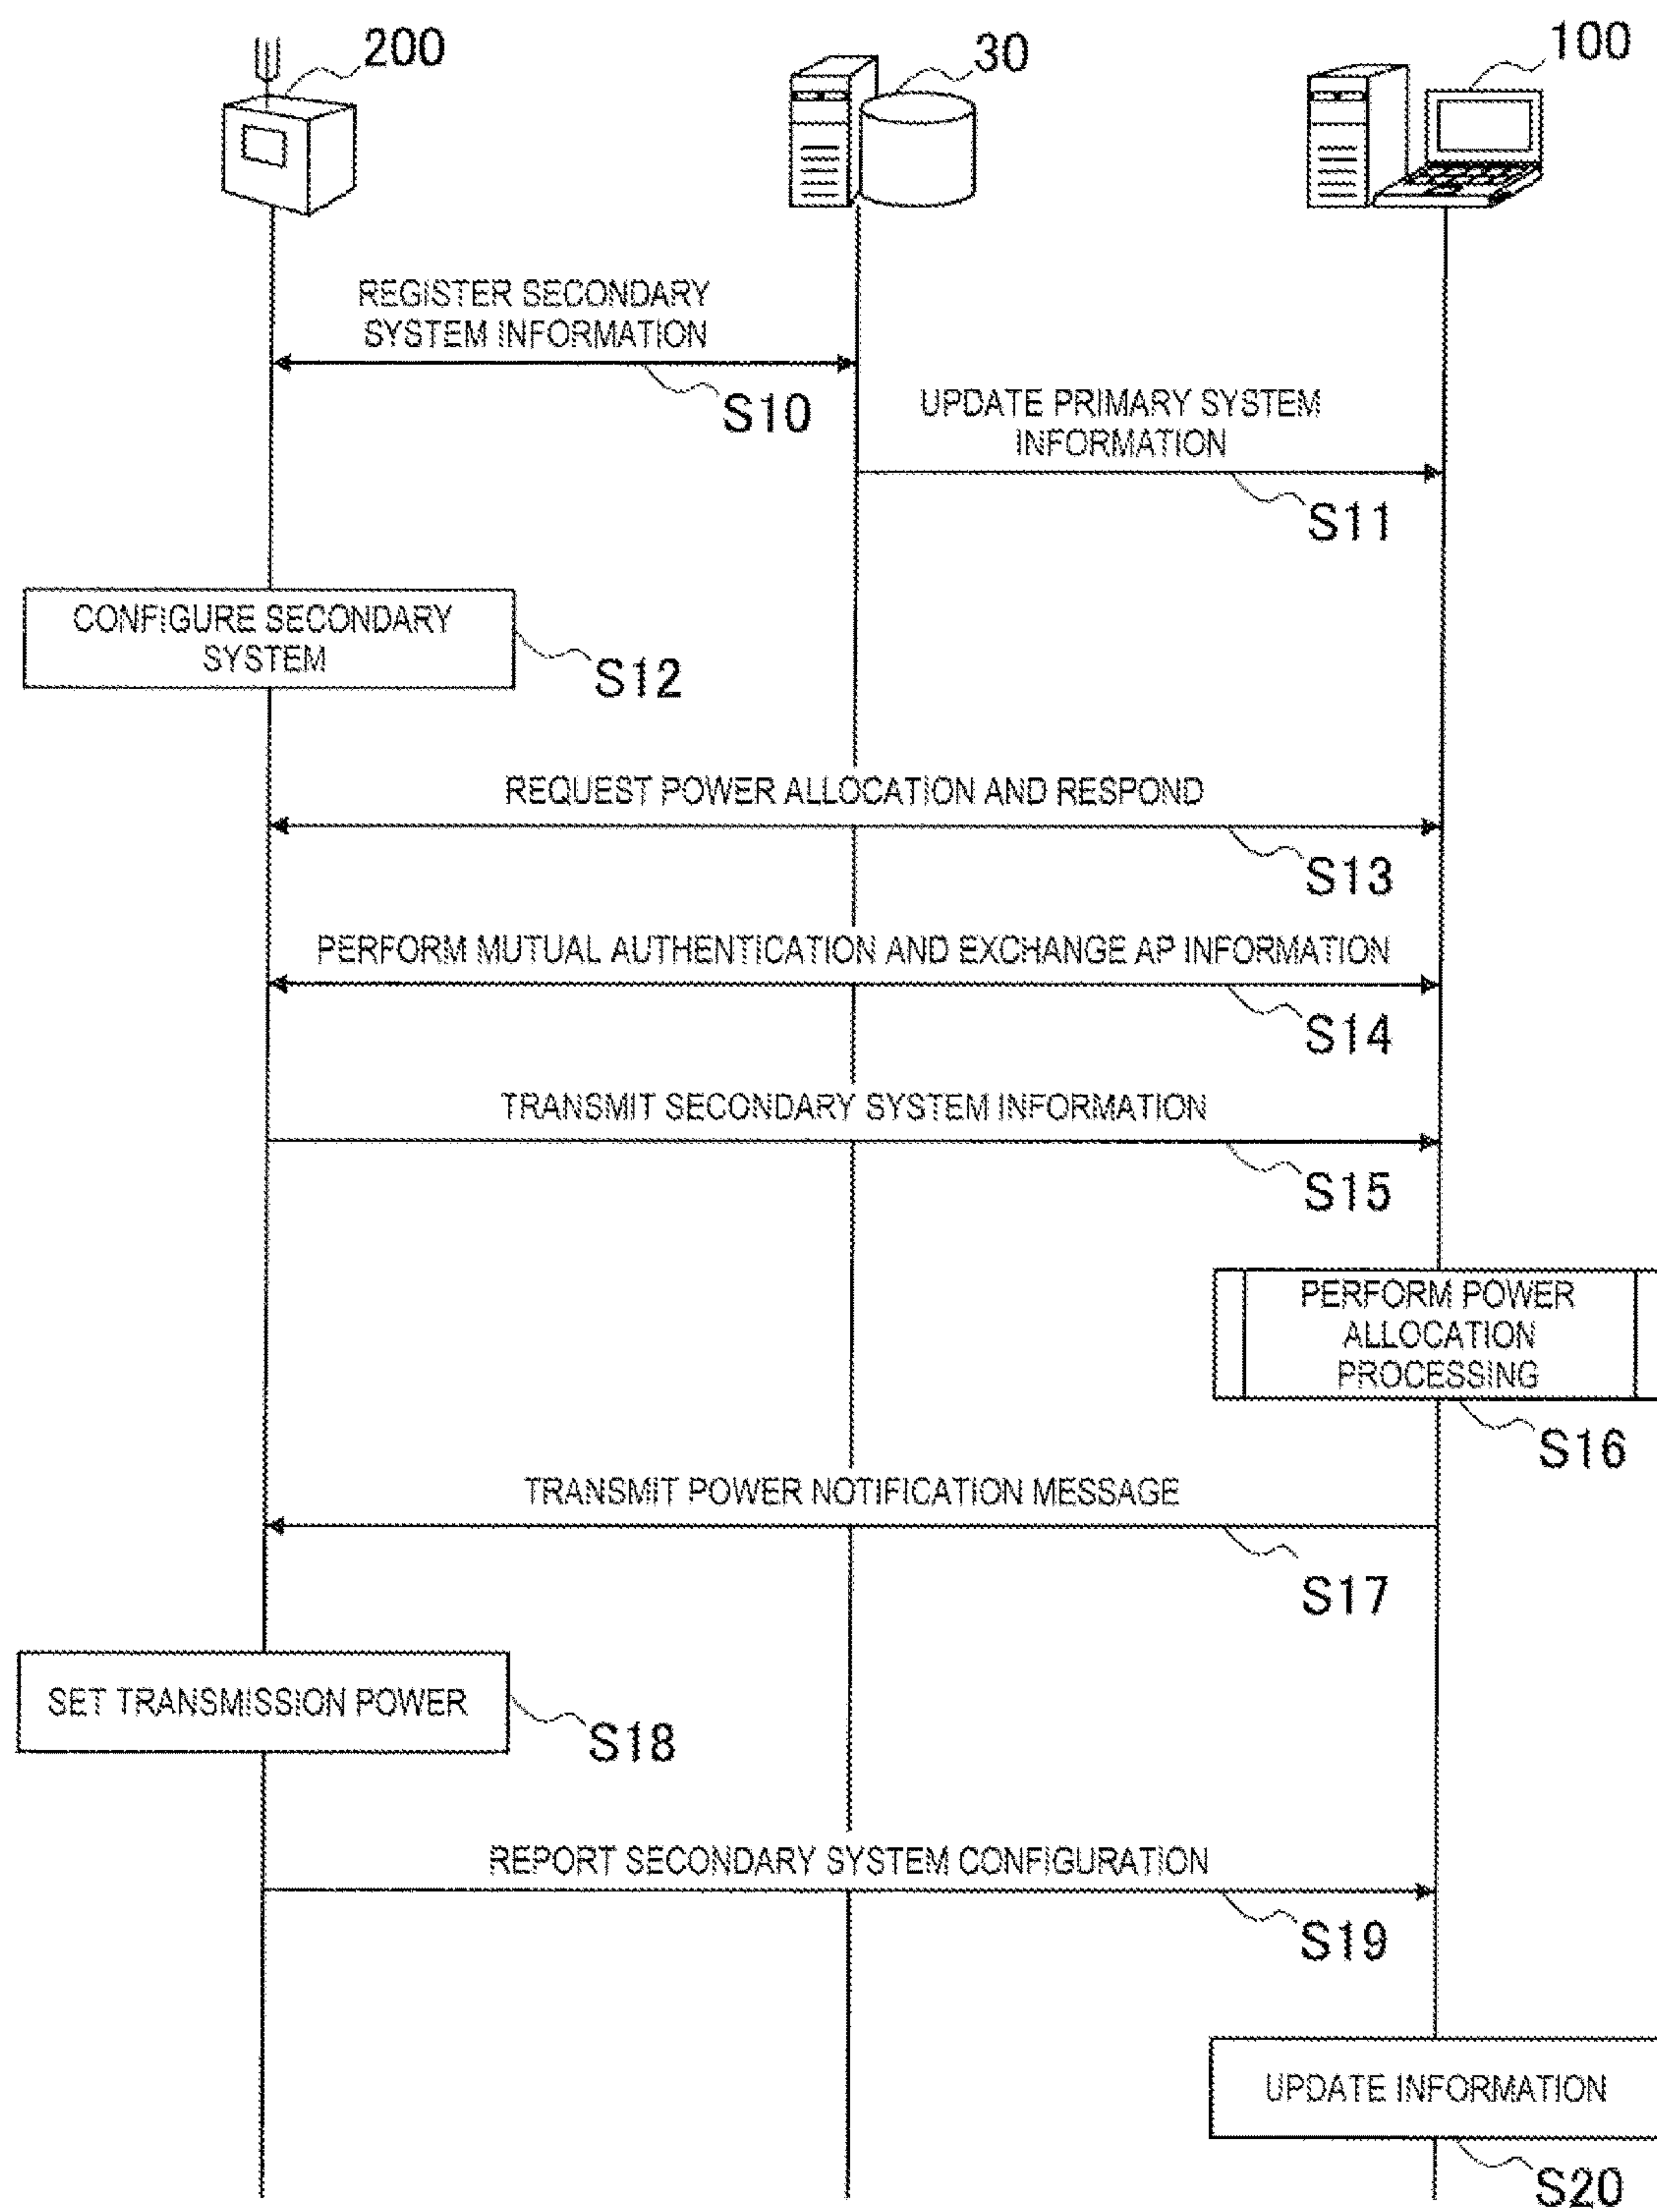 200
30
100
REGISTER SECONDARY
SYSTEM INFORMATION
S10
UPDATE PRIMARY SYSTEM
INFORMATION
S11
CONFIGURE SECONDARY
SYSTEM
S12
REQUEST POWER ALLOCATION AND RESPOND
S13
PERFORM MUTUAL AUTHENTICATION AND EXCHANGE AP INFORMATION
S14
TRANSMIT SECONDARY SYSTEM INFORMATION
S15
PERFORM POWER
ALLOCATION
PROCESSING
S16
TRANSMIT POWER NOTIFICATION MESSAGE
S17
SET TRANSMISSION POWER
S18
REPORT SECONDARY SYSTEM CONFIGURATION
S19
UPDATE INFORMATION
S20